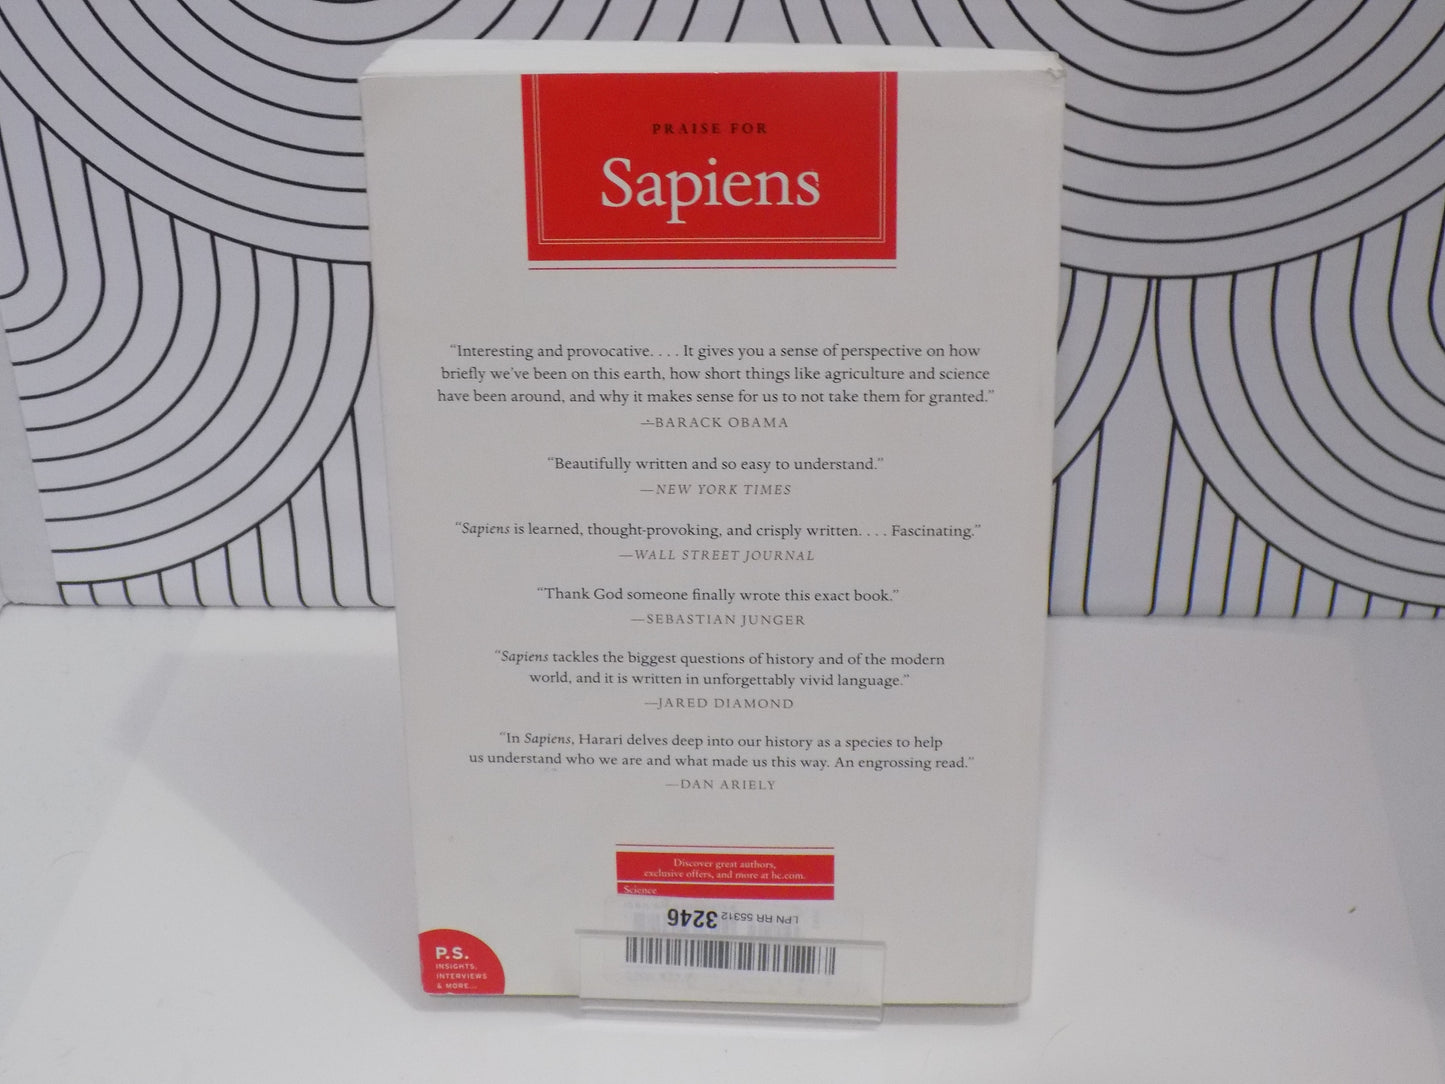 PRAISE FOR
Sapiens
“Interesting and provocative. . . . It gives you a sense of perspective on how
briefly we’ve been on this earth, how short things like agriculture and science
have been around, and why it makes sense for us to not take them for granted.”
—BARACK OBAMA
“Beautifully written and so easy to understand.”
—NEW YORK TIMES
“Sapiens is learned, thought-provoking, and crisply written. . . . Fascinating.”
—WALL STREET JOURNAL
“Thank God someone finally wrote this exact book.”
—SEBASTIAN JUNGER
“Sapiens tackles the biggest questions of history and of the modern
world, and it is written in unforgettably vivid language.”
—JARED DIAMOND
“In Sapiens, Harari delves deep into our history as a species to help
us understand who we are and what made us this way. An engrossing read.”
—DAN ARIELY
Discover great authors,
exclusive offers, and more at hc.com.
Science
LPN RR 55312 3246
P.S.
INSIGHTS,
INTERVIEWS
& MORE...